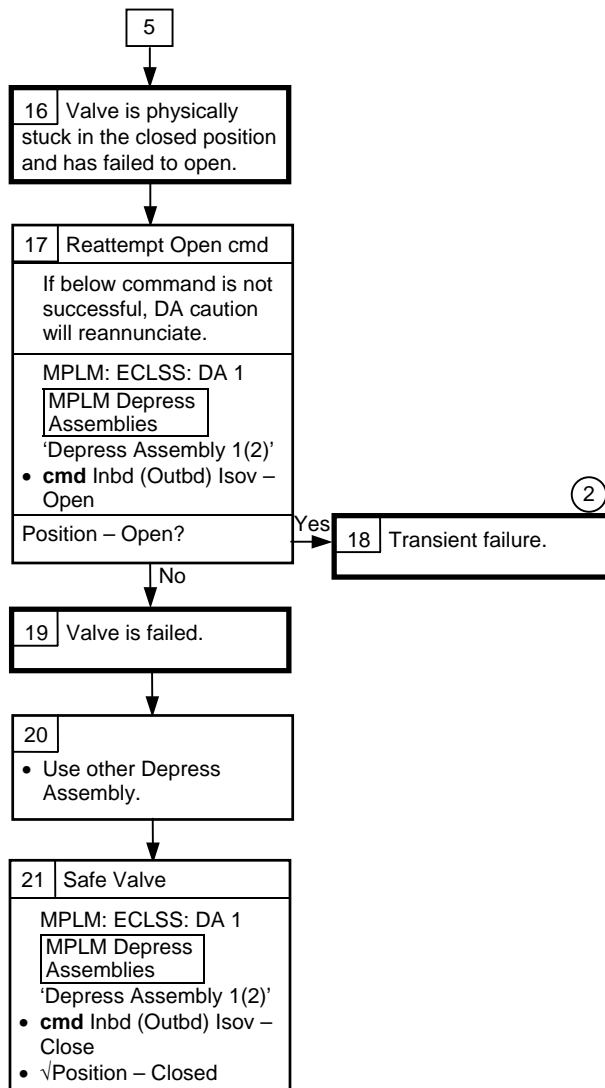 5
16 Valve is physically
stuck in the closed position
and has failed to open.
17 Reattempt Open cmd
If below command is not
successful, DA caution
will reannunciate.
MPLM: ECLSS: DA 1
MPLM Depress
Assemblies
‘Depress Assembly 1(2)’
• cmd Inbd (Outbd) Isov –
Open
Position – Open?
Yes
2
18 Transient failure.
No
19 Valve is failed.
20
• Use other Depress
Assembly.
21 Safe Valve
MPLM: ECLSS: DA 1
MPLM Depress
Assemblies
‘Depress Assembly 1(2)’
• cmd Inbd (Outbd) Isov –
Close
• √Position – Closed